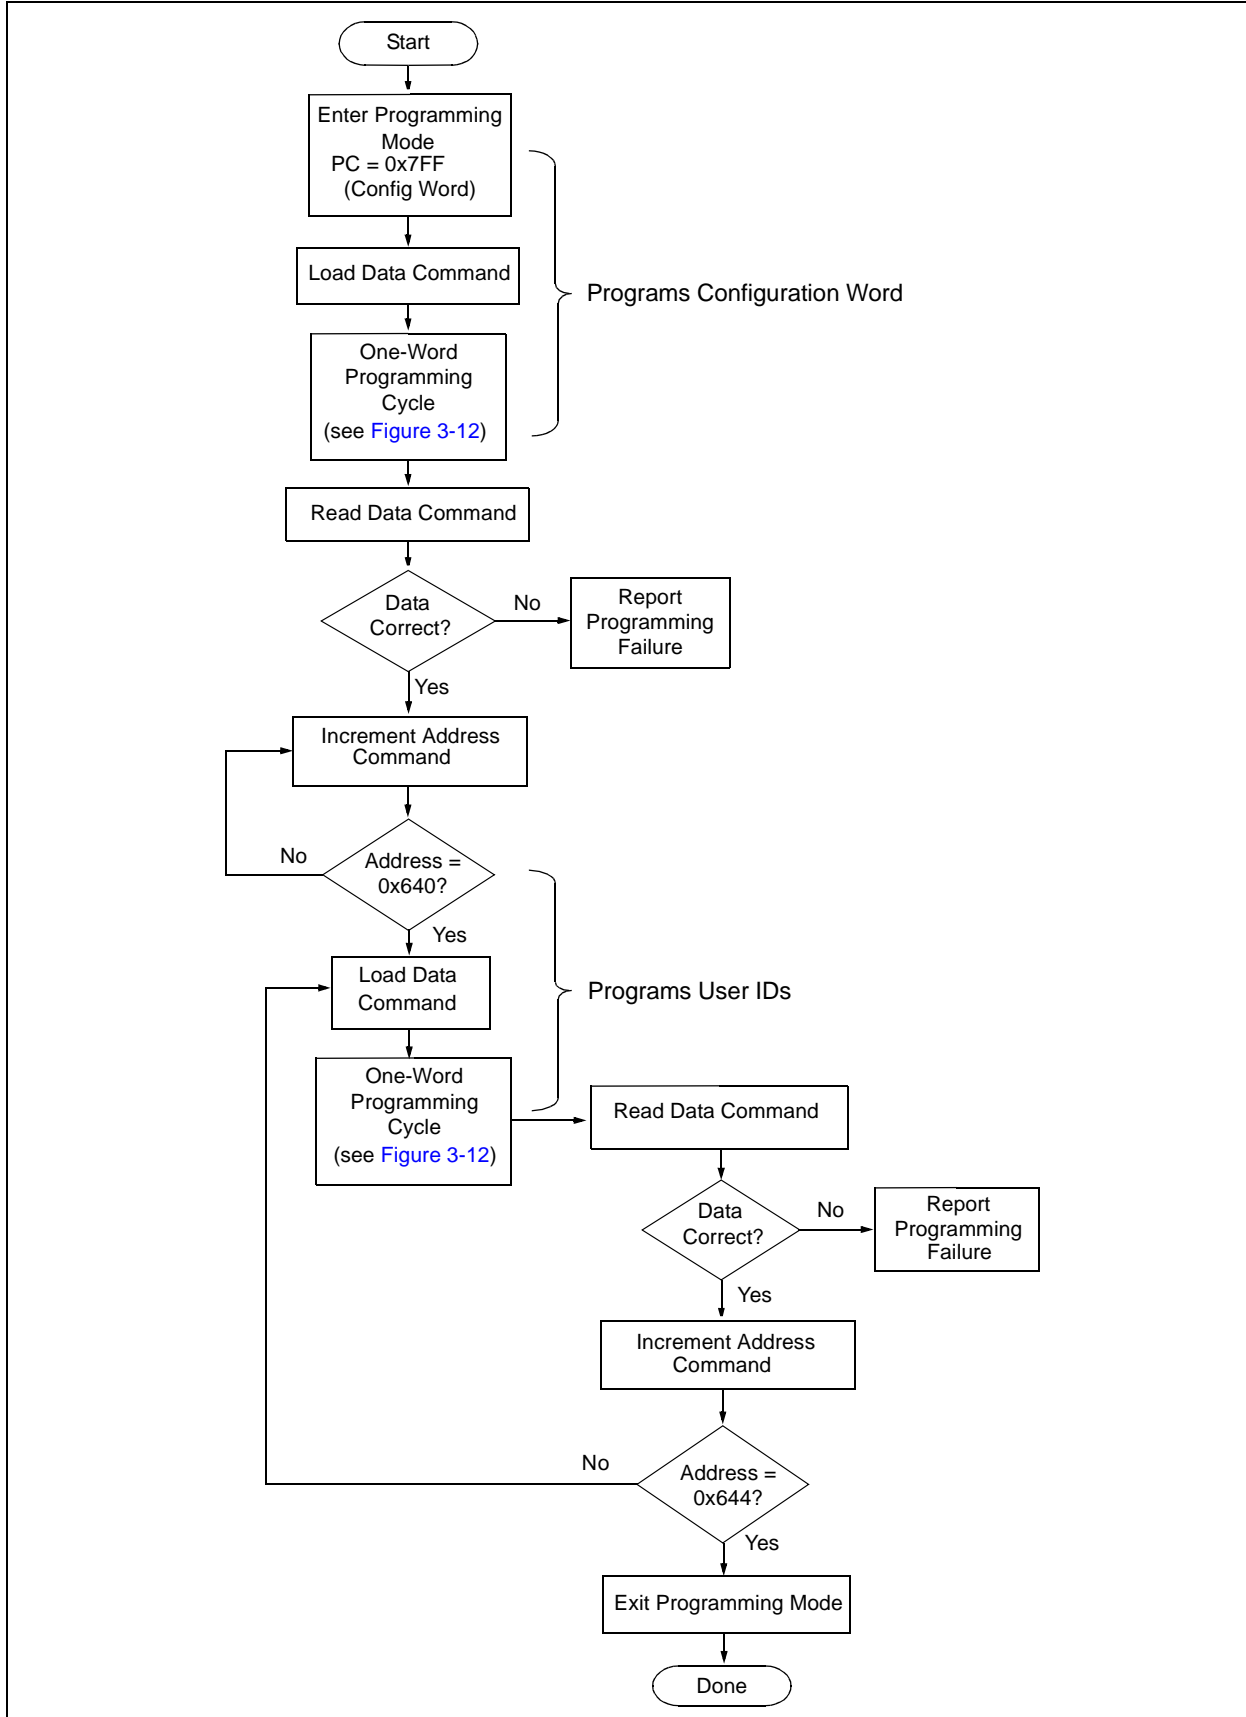 Start
Enter Programming
Mode
PC = 0x7FF
(Config Word)
Load Data Command
Programs Configuration Word
One-Word
Programming
Cycle
(see Figure 3-12)
Read Data Command
Data
Correct?
No
Report
Programming
Failure
Yes
Increment Address
Command
No
Address =
0x640?
Yes
Load Data
Command
Programs User IDs
One-Word
Programming
Cycle
(see Figure 3-12)
Read Data Command
Data
Correct?
No
Report
Programming
Failure
Yes
Increment Address
Command
No
Address =
0x644?
Yes
Exit Programming Mode
Done